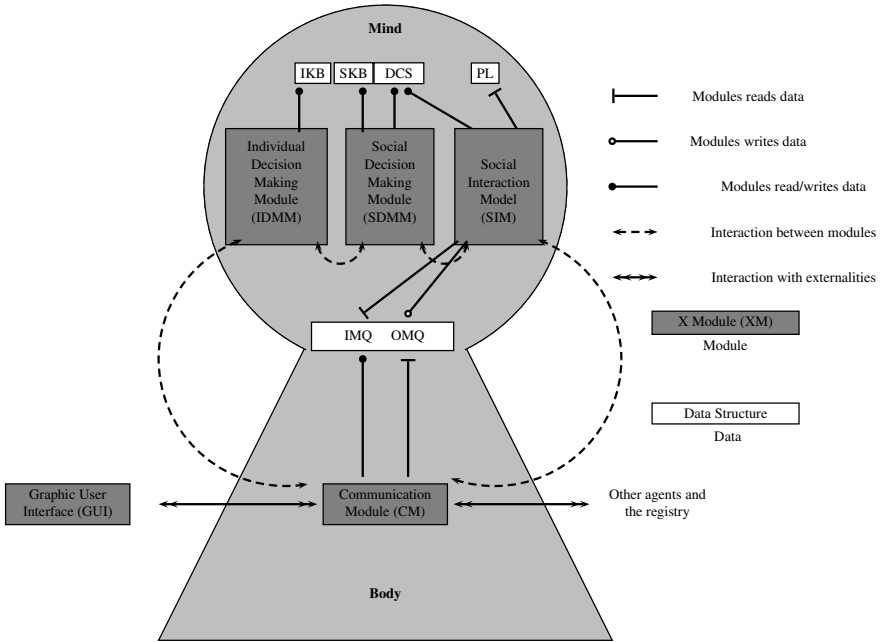 Mind
IKB SKB DCS PL
Individual
Decision
Making
Module
(IDMM)
Social
Decision
Making
Module
(SDMM)
Social
Interaction
Model
(SIM)
IMQ OMQ
Graphic User
Interface (GUI)
Communication
Module (CM)
Other agents and
the registry
Body
Modules reads data
Modules writes data
Modules read/writes data
Interaction between modules
Interaction with externalities
X Module (XM)
Module
Data Structure
Data